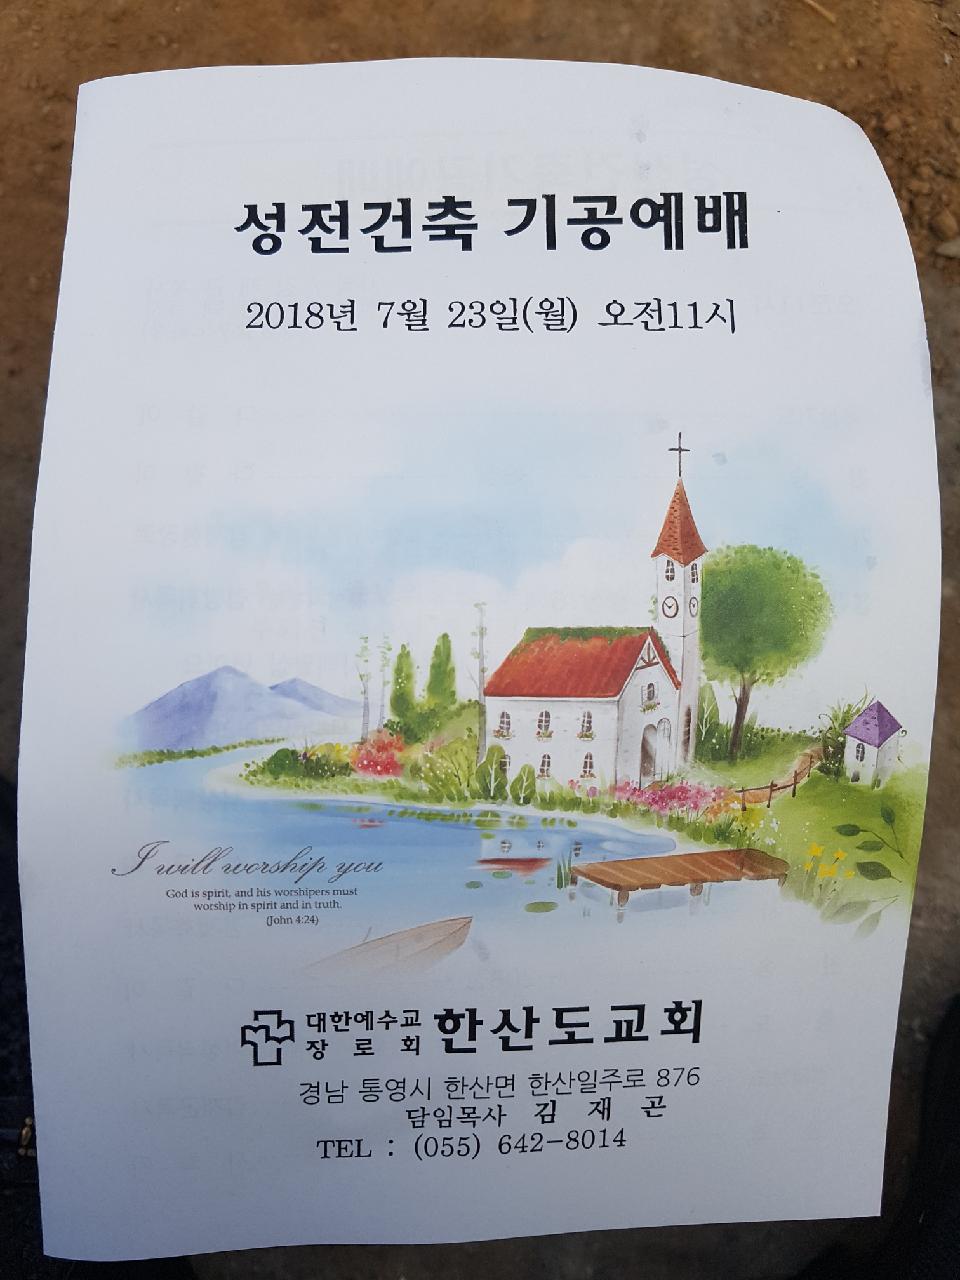 성전건축 기공예배
2018년 7월 23일(월) 오전11시
I will worship you
God is spirit, and his worshipers must
worship in spirit and in truth.
(John 4:24)
대한예수교
장 로 회
한산도교회
경남 통영시 한산면 한산일주로 876
담임목사 김 재 곤
TEL : (055) 642-8014